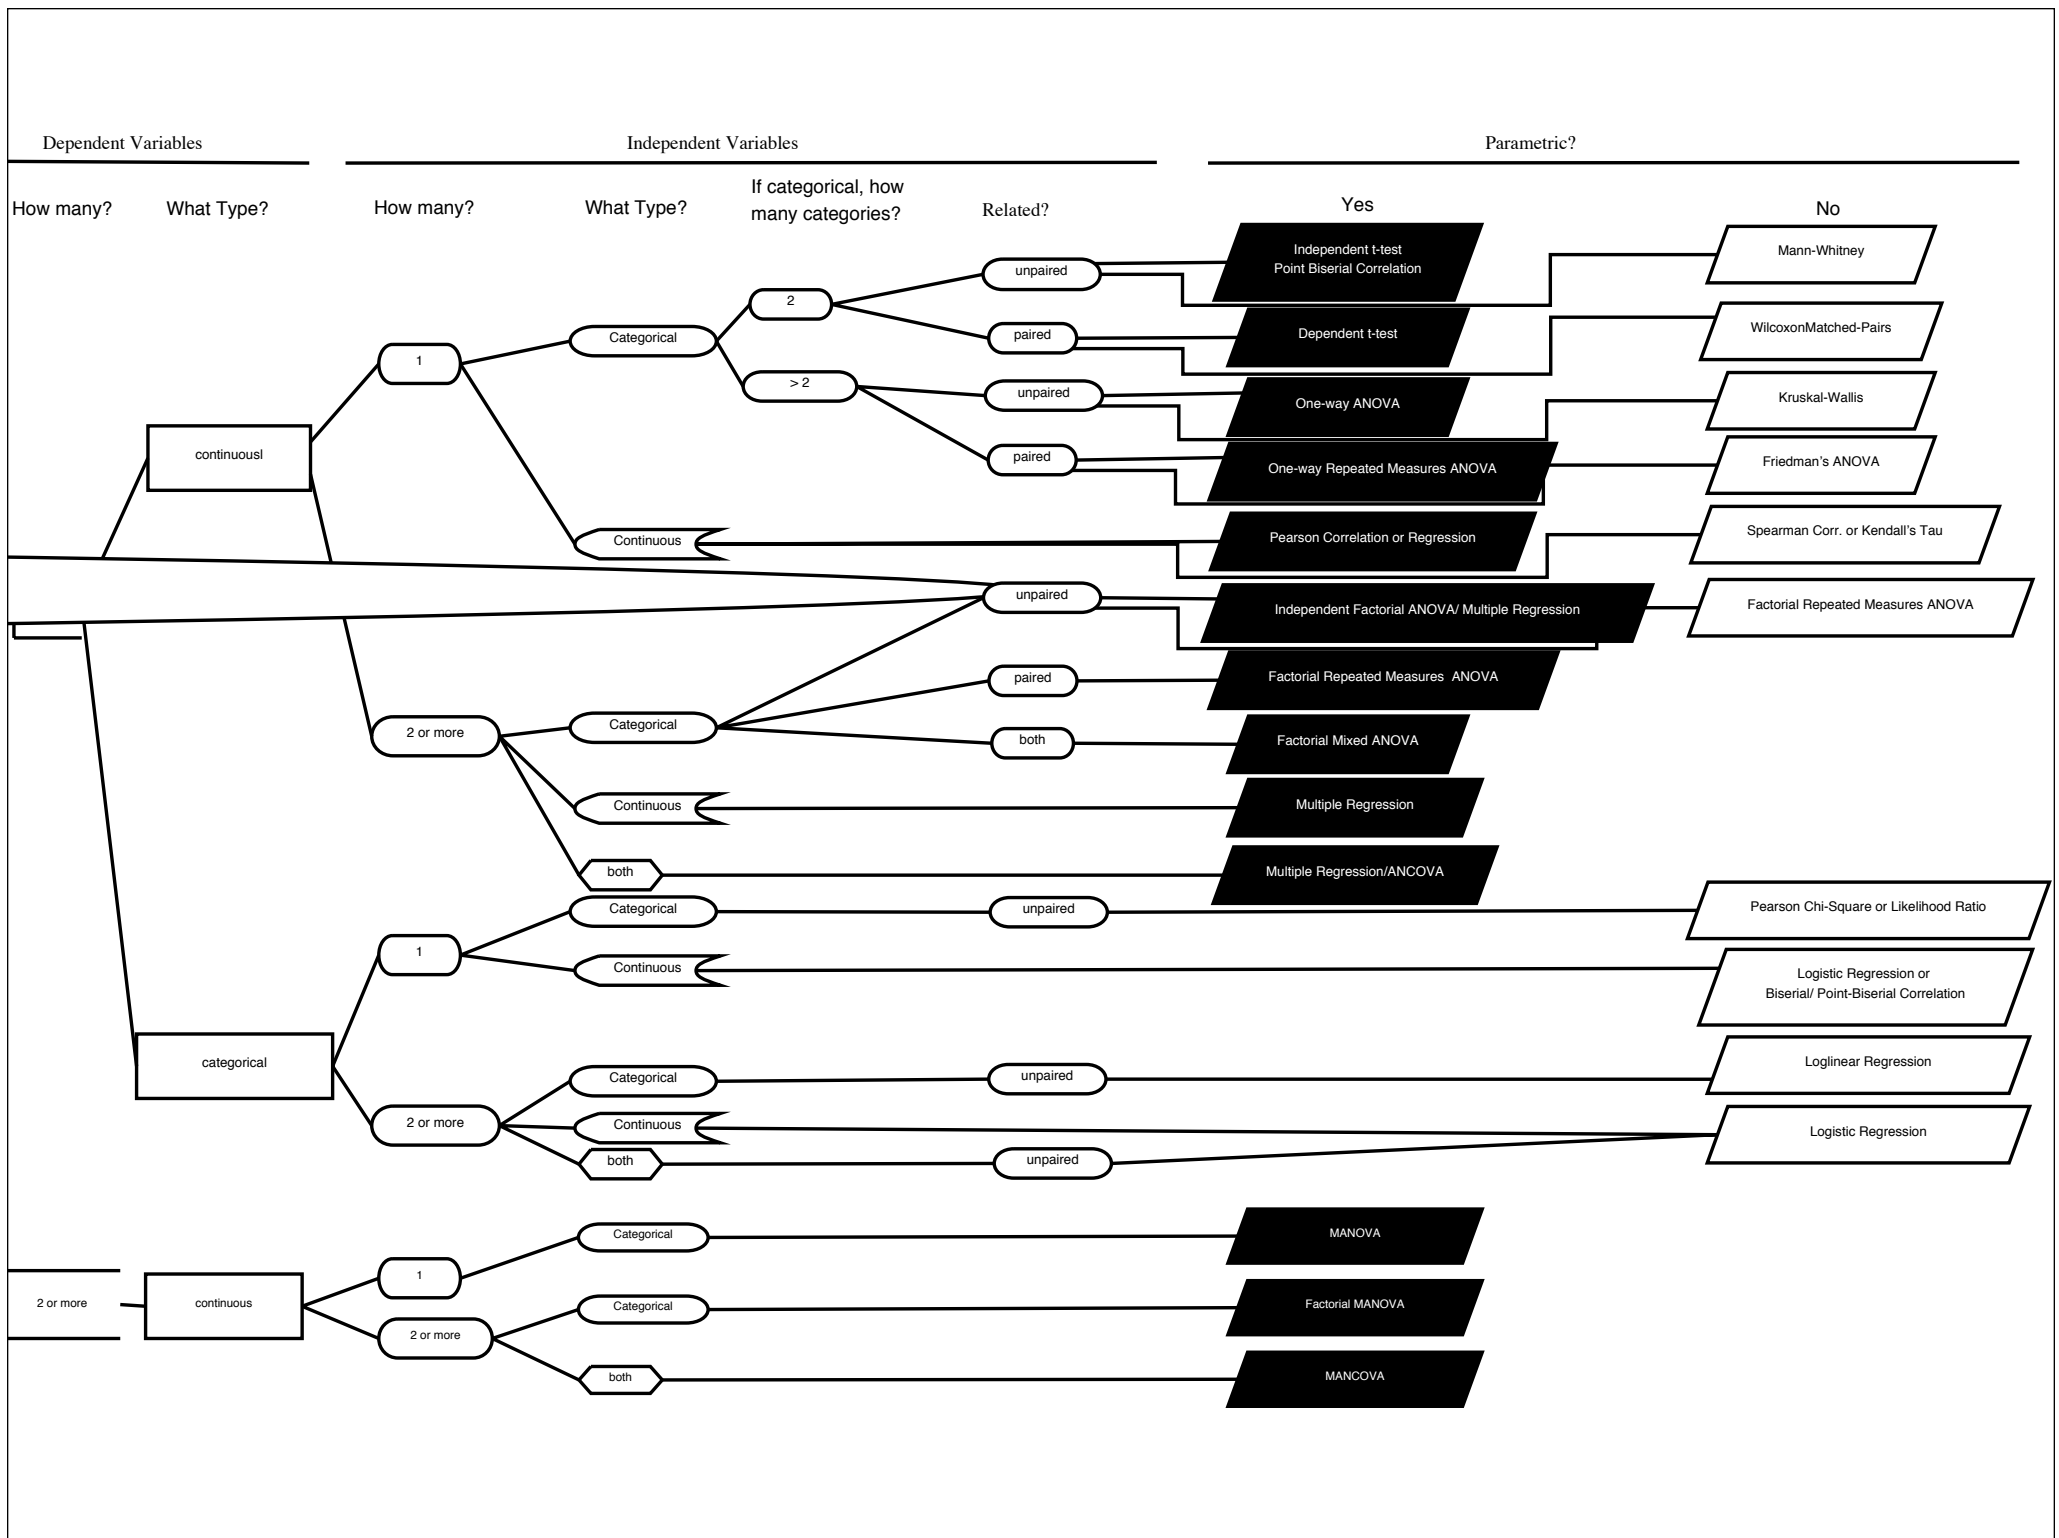 Dependent Variables
Independent Variables
Parametric?
How many?
What Type?
How many?
What Type?
If categorical, how
many categories?
Related?
Yes
No
unpaired
Independent t-test
Point Biserial Correlation
Mann-Whitney
2
paired
Dependent t-test
WilcoxonMatched-Pairs
1
Categorical
> 2
unpaired
One-way ANOVA
Kruskal-Wallis
continuousl
paired
One-way Repeated Measures ANOVA
Friedman's ANOVA
Continuous
Pearson Correlation or Regression
Spearman Corr. or Kendall's Tau
unpaired
Independent Factorial ANOVA/ Multiple Regression
Factorial Repeated Measures ANOVA
paired
Factorial Repeated Measures  ANOVA
2 or more
Categorical
both
Factorial Mixed ANOVA
Continuous
Multiple Regression
both
Multiple Regression/ANCOVA
Categorical
unpaired
Pearson Chi-Square or Likelihood Ratio
1
Continuous
Logistic Regression or
Biserial/ Point-Biserial Correlation
categorical
Categorical
unpaired
Loglinear Regression
2 or more
Continuous
Logistic Regression
both
unpaired
Categorical
MANOVA
1
2 or more
continuous
Categorical
Factorial MANOVA
2 or more
both
MANCOVA